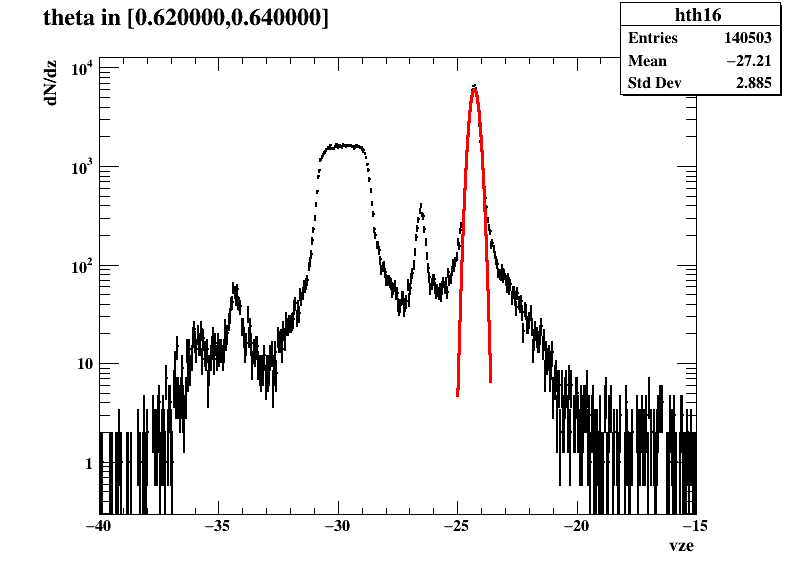 theta in [0.620000,0.640000]
hth16
Entries 140503
Mean −27.21
Std Dev 2.885
dN/dz
10^4
10^3
10^2
10
1
−40 −35 −30 −25 −20 −15
vze